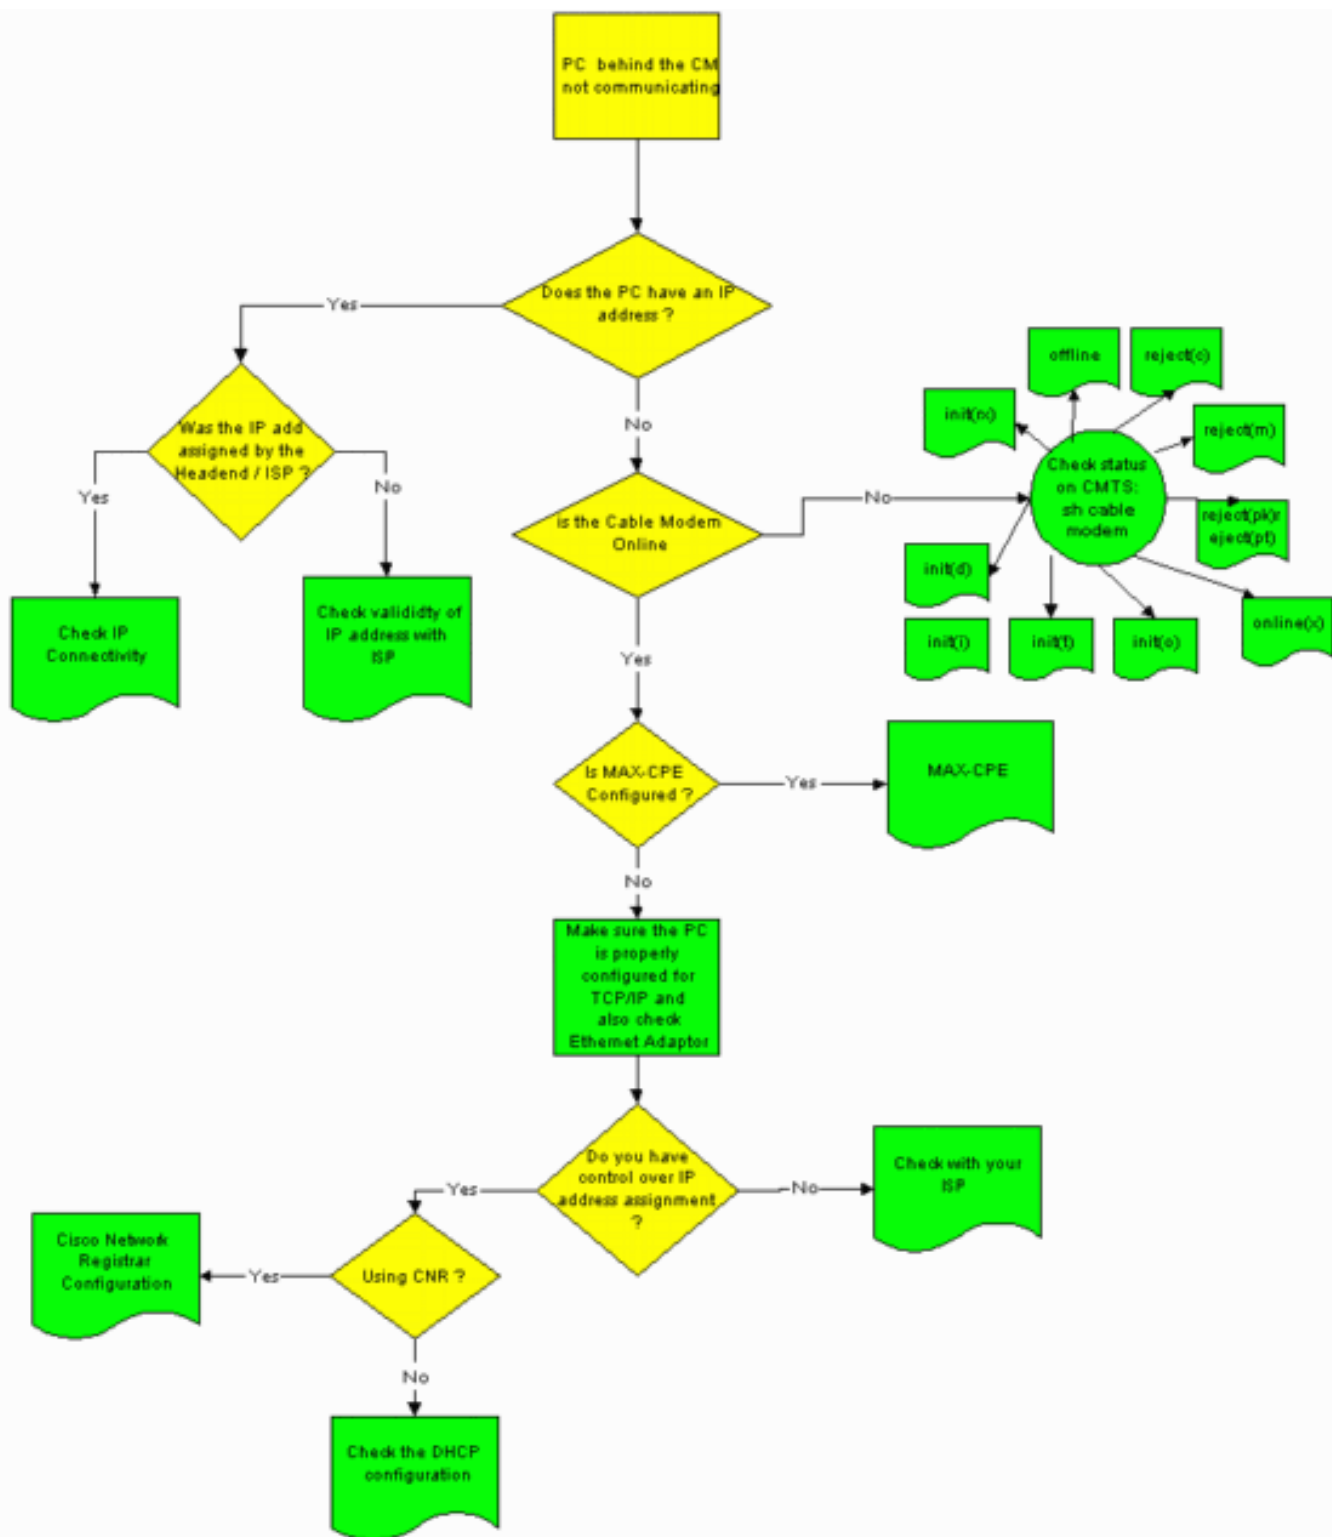 PC behind the CM
not communicating
Does the PC have an IP
address ?
Yes
No
Was the IP add
assigned by the
Headend / ISP ?
Yes
No
Check IP
Connectivity
Check valididty of
IP address with
ISP
is the Cable Modem
Online
No
Yes
Check status
on CMTS:
sh cable
modem
offline
reject(c)
reject(m)
reject(pk)r
eject(pt)
online(x)
init(o)
init(t)
init(i)
init(d)
Is MAX-CPE
Configured ?
Yes
MAX-CPE
No
Make sure the PC
is properly
configured for
TCP/IP and
also check
Ethernet Adaptor
Do you have
control over IP
address assignment
?
No
Check with your
ISP
Yes
Using CNR ?
Yes
Cisco Network
Registrar
Configuration
No
Check the DHCP
configuration